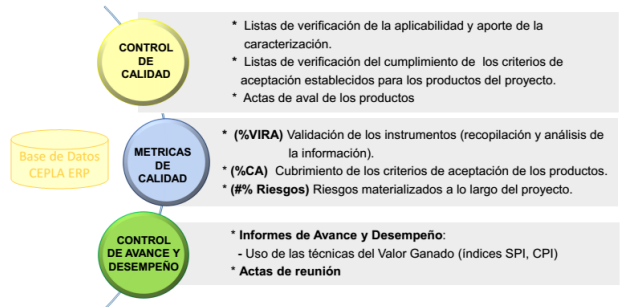 CONTROL
DE
CALIDAD
* Listas de verificación de la aplicabilidad y aporte de la
caracterización.
* Listas de verificación del cumplimiento de los criterios de
aceptación establecidos para los productos del proyecto.
* Actas de aval de los productos
Base de Datos
CEPLA ERP
METRICAS
DE
CALIDAD
* (%VIRA) Validación de los instrumentos (recopilación y análisis de
la información).
* (%CA) Cubrimiento de los criterios de aceptación de los productos.
* (#% Riesgos) Riesgos materializados a lo largo del proyecto.
CONTROL
DE AVANCE Y
DESEMPEÑO
* Informes de Avance y Desempeño:
- Uso de las técnicas del Valor Ganado (índices SPI, CPI)
* Actas de reunión